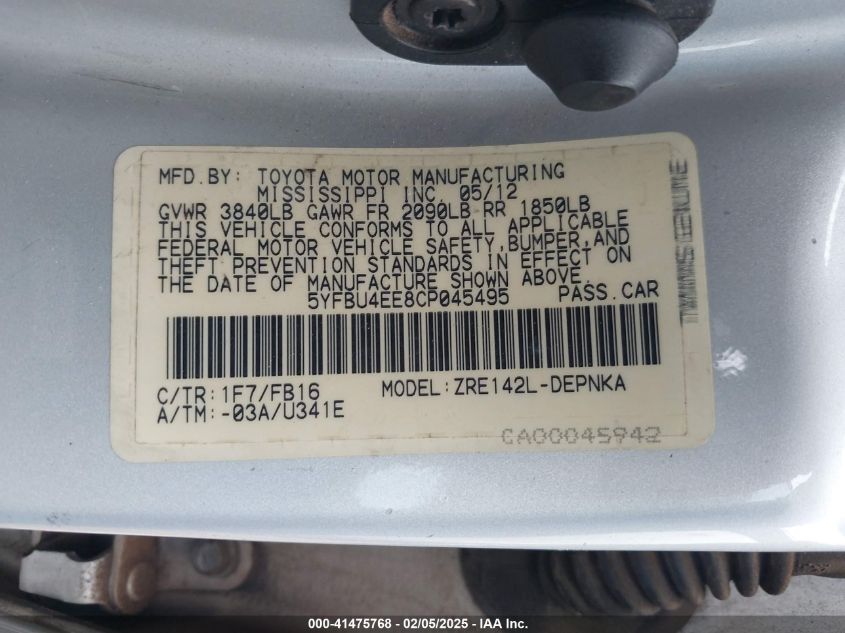 MFD.BY: TOYOTA MOTOR MANUFACTURING
MISSISSIPPI INC. 05/12
GVWR 3840LB GAWR FR 2090LB RR 1850LB
THIS VEHICLE CONFORMS TO ALL APPLICABLE
FEDERAL MOTOR VEHICLE SAFETY,BUMPER,AND
THEFT PREVENTION STANDARDS IN EFFECT ON
THE DATE OF MANUFACTURE SHOWN ABOVE.
5YFBU4EE8CP045495 PASS.CAR
C/TR:1F7/FB16 MODEL:ZRE142L-DEPNKA
A/TM:-03A/U341E
CA00045942
GENUINE
000-41475768 - 02/05/2025 - IAA Inc.